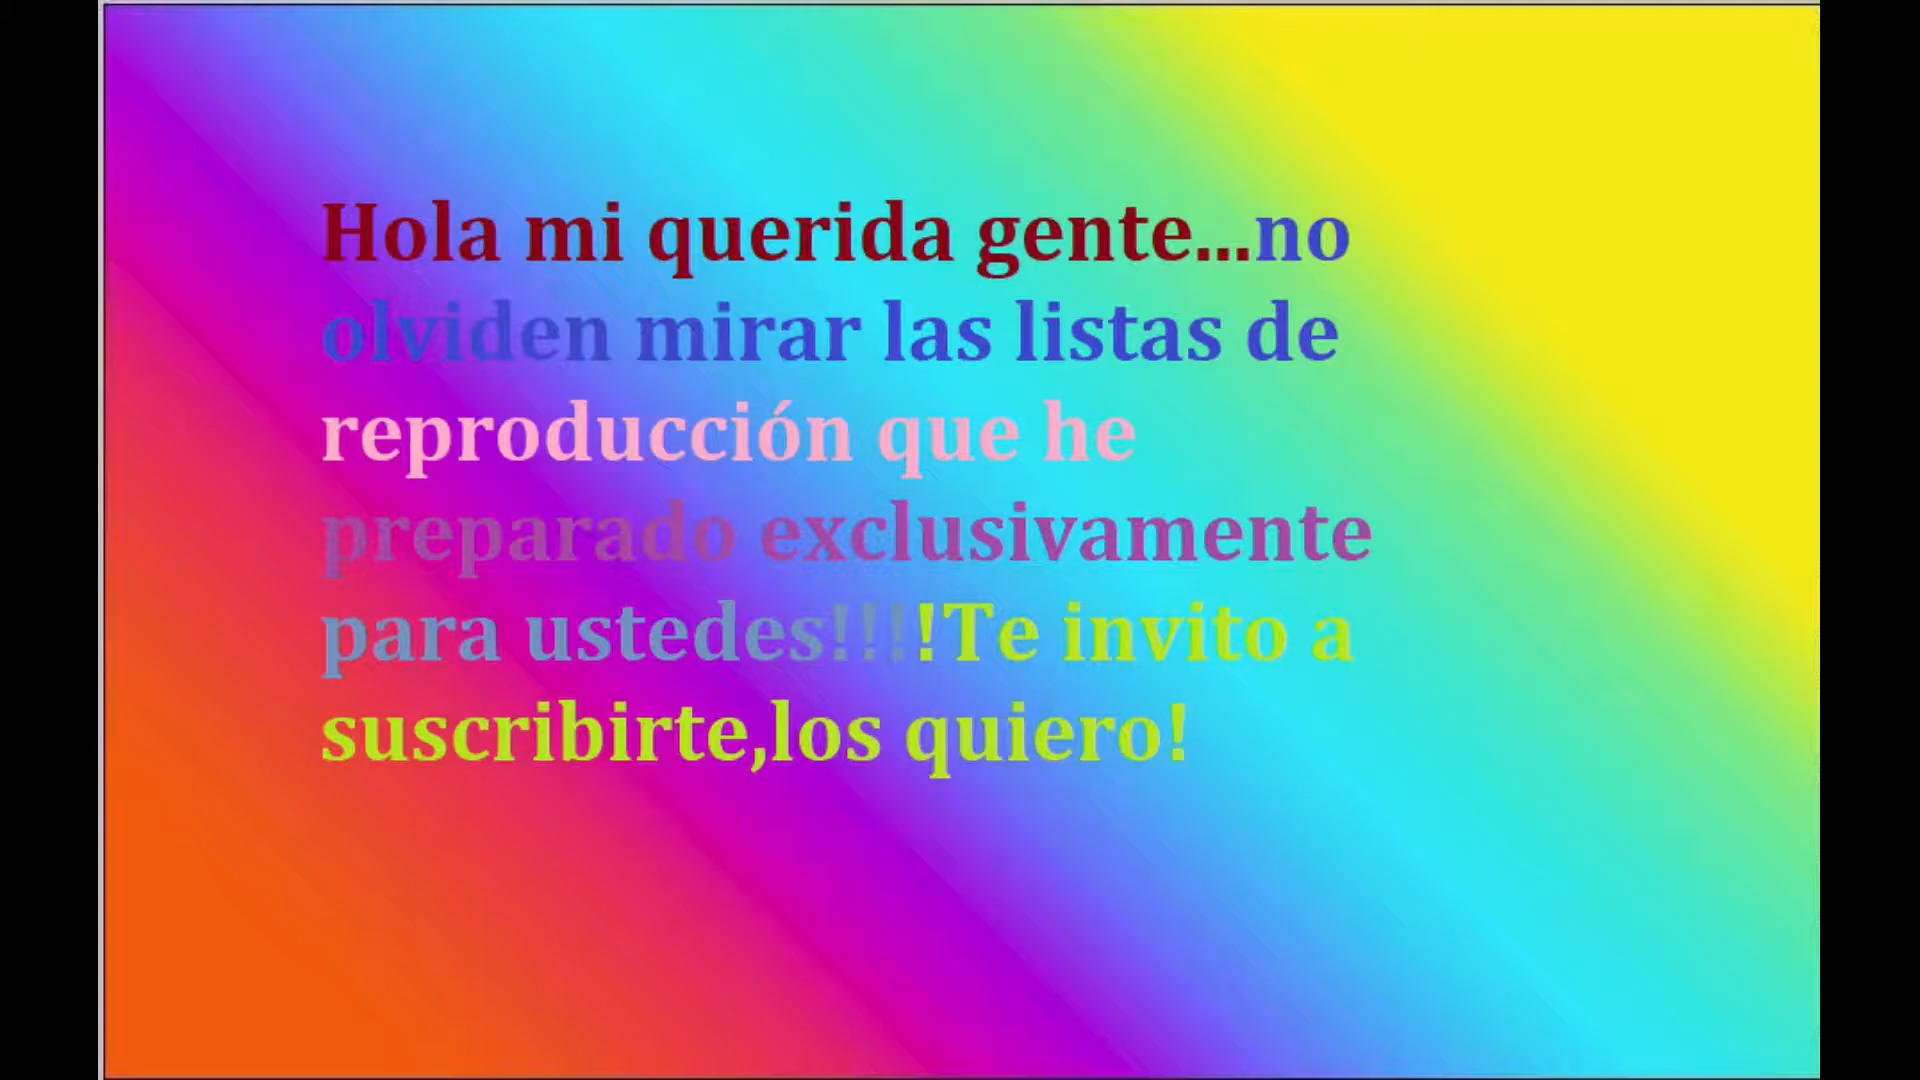 Hola mi querida gente...no
olviden mirar las listas de
reproducción que he
preparado exclusivamente
para ustedes!!!!Te invito a
suscribirte,los quiero!